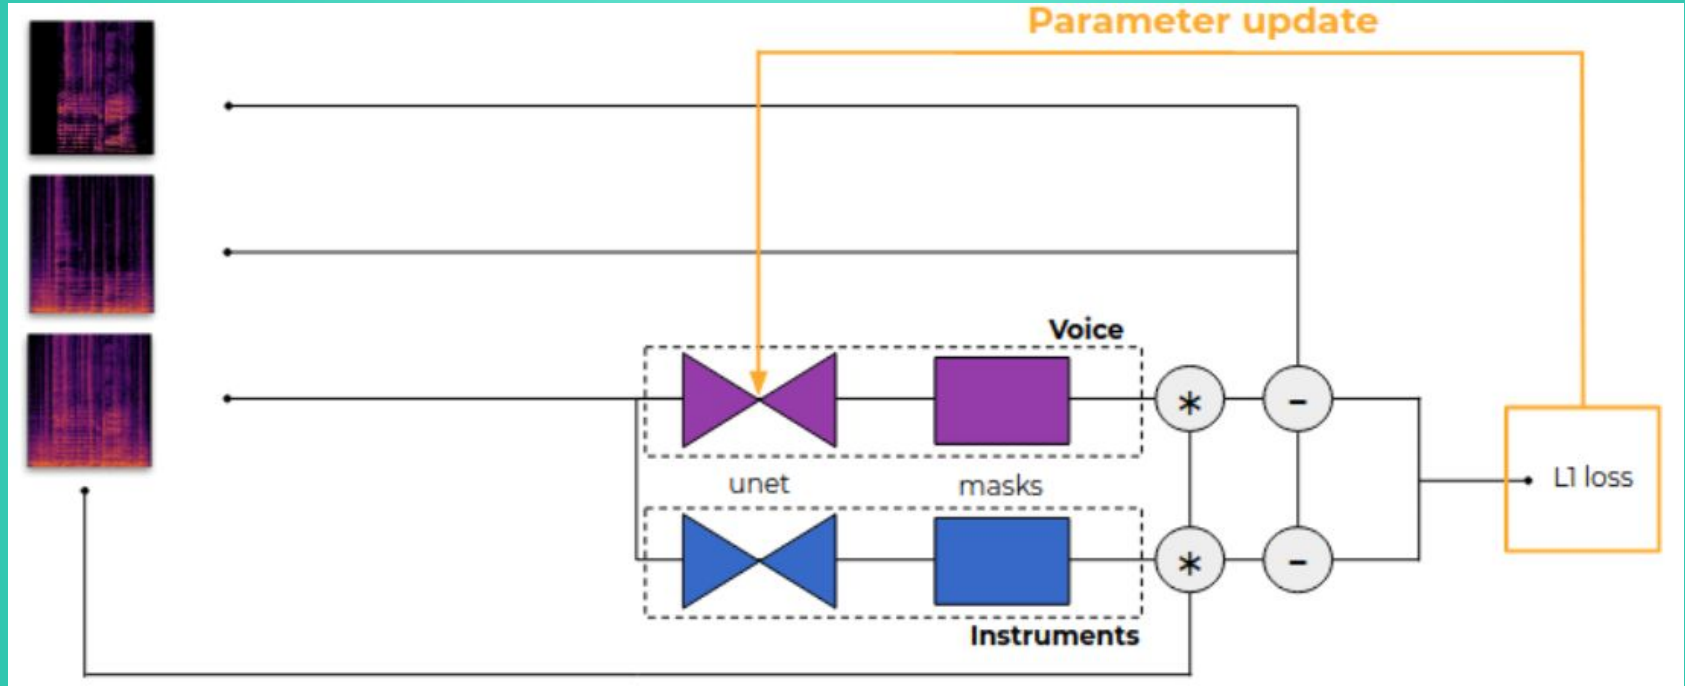 Parameter update
Voice
*
-
unet
masks
L1 loss
*
-
Instruments